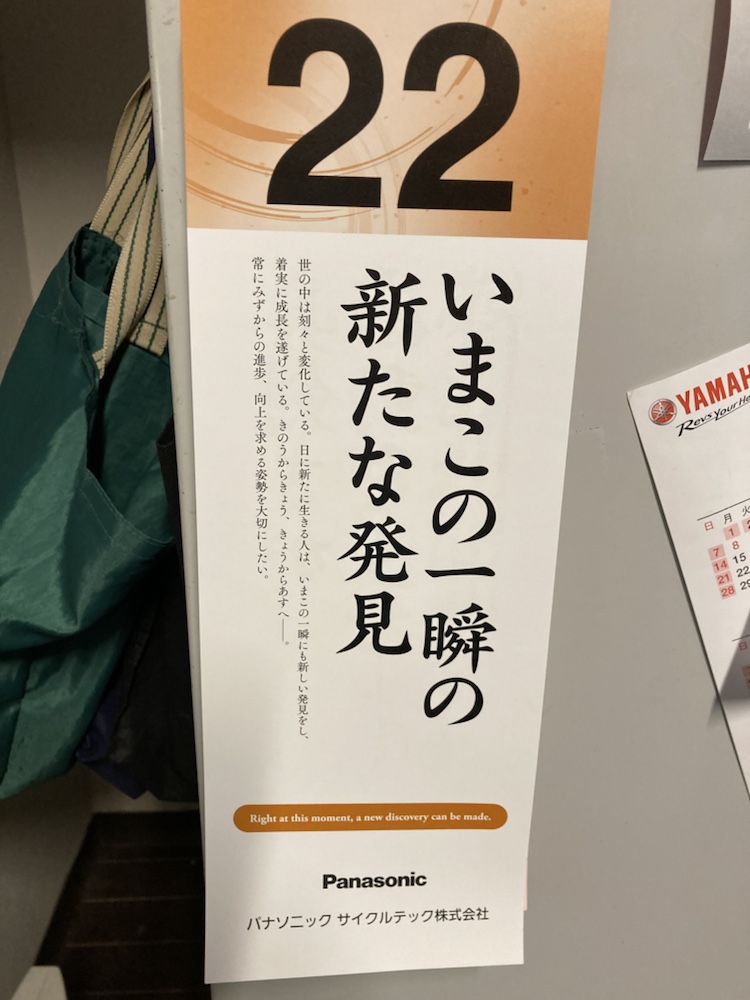 22
いまこの一瞬の
新たな発見
世の中は刻々と変化している。日に新たに生きる人は、いまこの一瞬にも新しい発見をし、
着実に成長を遂げている。きのうからきょう、きょうからあすへ──。
常にみずからの進歩、向上を求める姿勢を大切にしたい。
Right at this moment, a new discovery can be made.
Panasonic
パナソニック サイクルテック株式会社
YAMAH
Revs your He
日 月 火
1 2
7 8
14 15
21 22
28 29
日